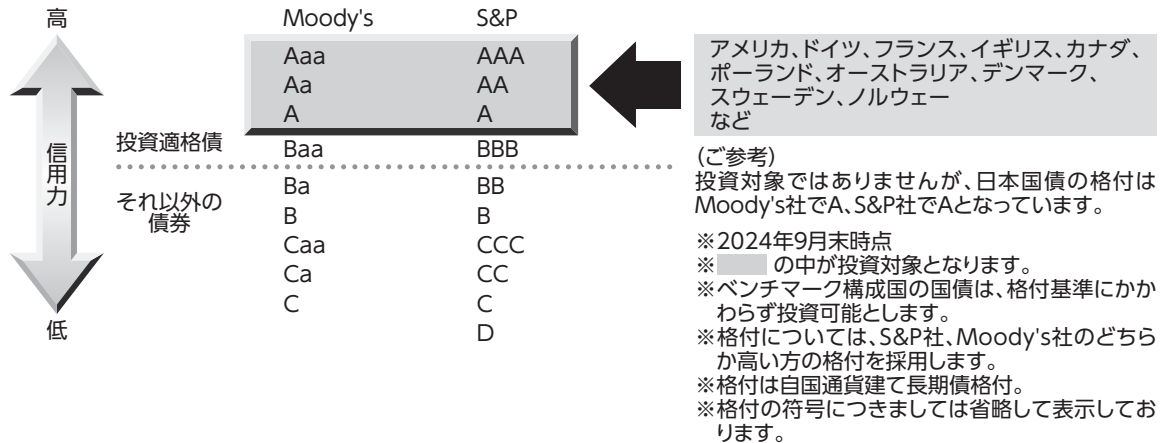 高
Moody's S&P
Aaa AAA
Aa AA
A A
投資適格債 Baa BBB
信用力
それ以外の
債券
Ba BB
B B
Caa CCC
Ca CC
C C
D
低
アメリカ、ドイツ、フランス、イギリス、カナダ、
ポーランド、オーストラリア、デンマーク、
スウェーデン、ノルウェー
など
(ご参考)
投資対象ではありませんが、日本国債の格付は
Moody's社でA、S&P社でAとなっています。
※2024年9月末時点
※ の中が投資対象となります。
※ベンチマーク構成国の国債は、格付基準にかか
わらず投資可能とします。
※格付については、S&P社、Moody's社のどちら
か高い方の格付を採用します。
※格付は自国通貨建て長期債格付。
※格付の符号につきましては省略して表示してお
ります。